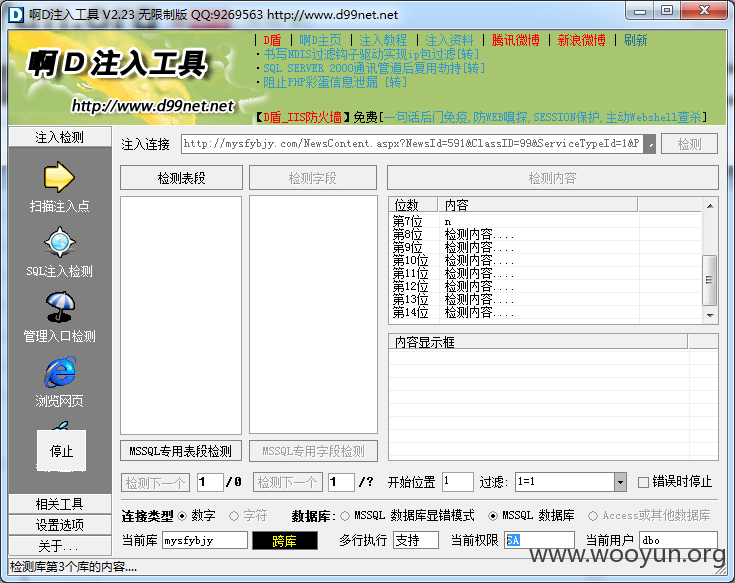 啊D注入工具 V2.23 无限制版 QQ:9269563 http://www.d99net.net
啊D注入工具
http://www.d99net.net
| D盾 | 啊D主页 | 注入教程 | 注入资料 | 腾讯微博 | 新浪微博 | 刷新
·书写NDIS过滤钩子驱动实现ip包过滤[转]
·SQL SERVER 2000通讯管道后复用劫持[转]
·阻止PHP彩蛋信息泄漏 [转]
【D盾_IIS防火墙】免费[一句话后门免疫,防WEB嗅探,SESSION保护,主动Webshell查杀]
注入检测
扫描注入点
SQL注入检测
管理入口检测
浏览网页
停止
相关工具
设置选项
关于...
注入连接 http://mysfybjy.com/NewsContent.aspx?NewsId=591&ClassID=99&ServiceTypeId=1&P 检测
检测表段 检测字段 检测内容
位数 内容
第7位 n
第8位 检测内容....
第9位 检测内容....
第10位 检测内容....
第11位 检测内容....
第12位 检测内容....
第13位 检测内容....
第14位 检测内容....
内容显示框
MSSQL专用表段检测 MSSQL专用字段检测
检测下一个 1 /0 检测下一个 1 /? 开始位置 1 过滤: 1=1 错误时停止
连接类型 数字 字符 数据库: MSSQL 数据库显错模式 MSSQL 数据库 Access或其他数据库
当前库 mysfybjy 跨库 多行执行 支持 当前权限 SA 当前用户 dbo
检测库第3个库的内容....
www.wooyun.org